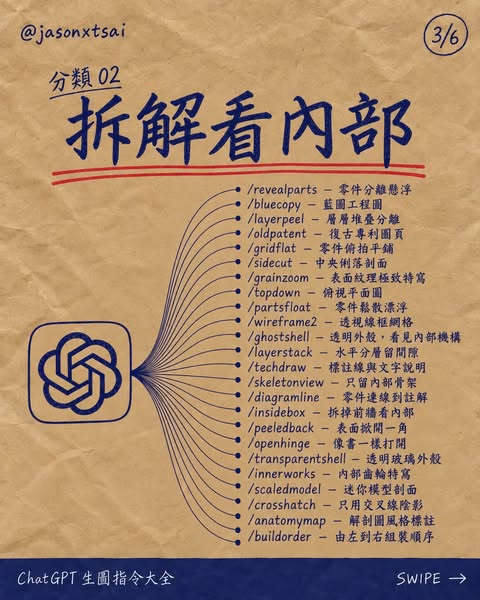 @jasonxtsai
3/6
分類 02
拆解看內部
/revealparts – 零件分離懸浮
/bluecopy – 藍圖工程圖
/layerpeel – 層層堆疊分離
/oldpatent – 復古專利圖頁
/gridflat – 零件俯拍平鋪
/sidecut – 中央俐落剖面
/grainzoom – 表面紋理極致特寫
/topdown – 俯視平面圖
/partsfloat – 零件鬆散漂浮
/wireframe2 – 透視線框網格
/ghostshell – 透明外殼，看見內部機構
/layerstack – 水平分層留間隙
/techdraw – 標註線與文字說明
/skeletonview – 只留內部骨架
/diagramline – 零件連線到註解
/insidebox – 拆掉前牆看內部
/peeledback – 表面掀開一角
/openhinge – 像書一樣打開
/transparentshell – 透明玻璃外殼
/innerworks – 內部齒輪特寫
/scaledmodel – 迷你模型剖面
/crosshatch – 只用交叉線陰影
/anatomymap – 解剖圖風格標註
/buildorder – 由左到右組裝順序
ChatGPT 生圖指令大全
SWIPE →